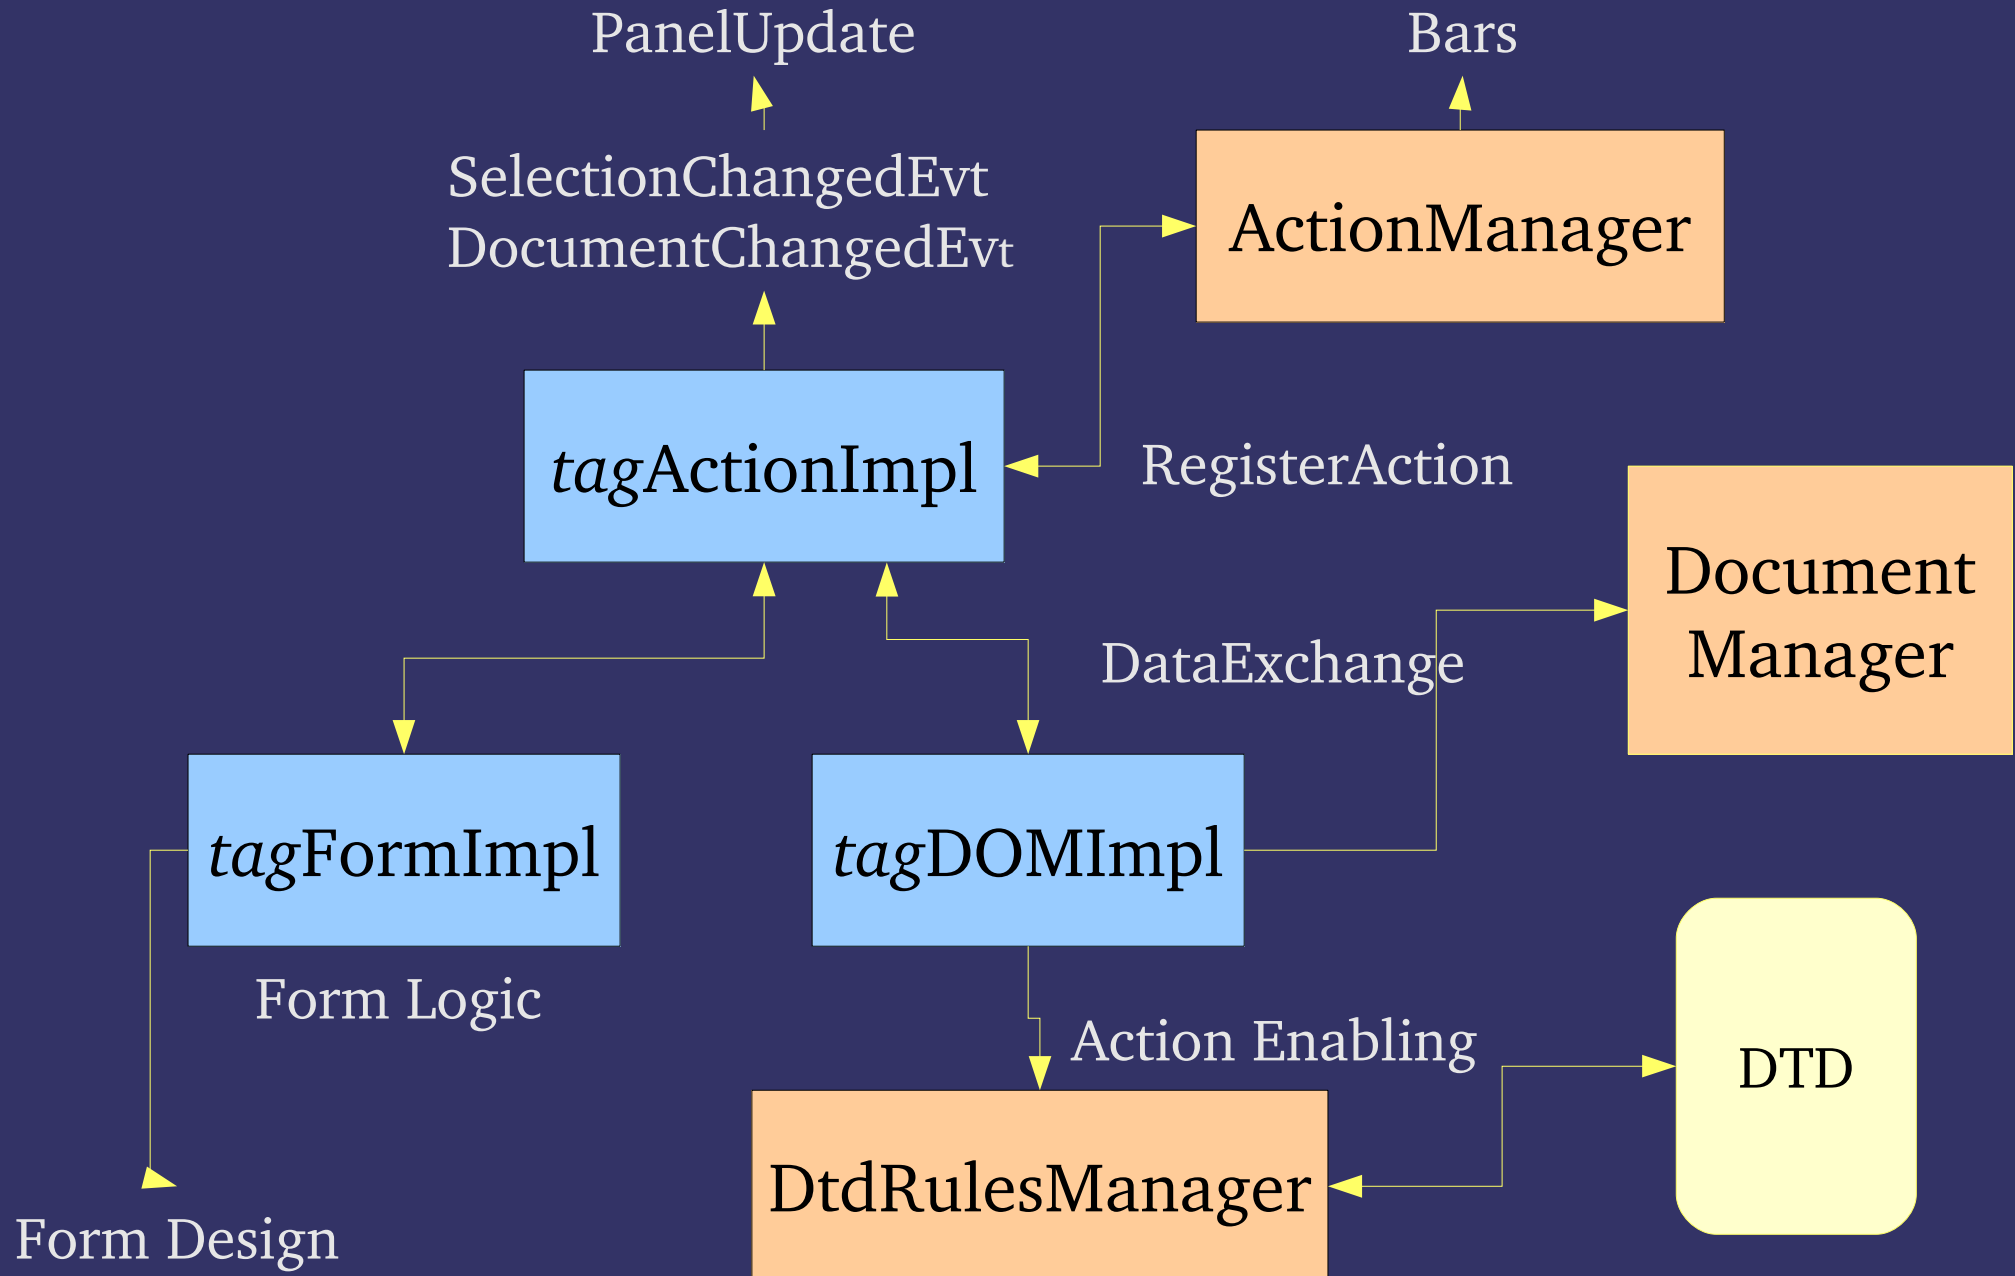 PanelUpdate
Bars
SelectionChangedEvt
DocumentChangedEvt
ActionManager
tagActionImpl
RegisterAction
Document
Manager
DataExchange
tagFormImpl
tagDOMImpl
Form Logic
Action Enabling
DTD
DtdRulesManager
Form Design